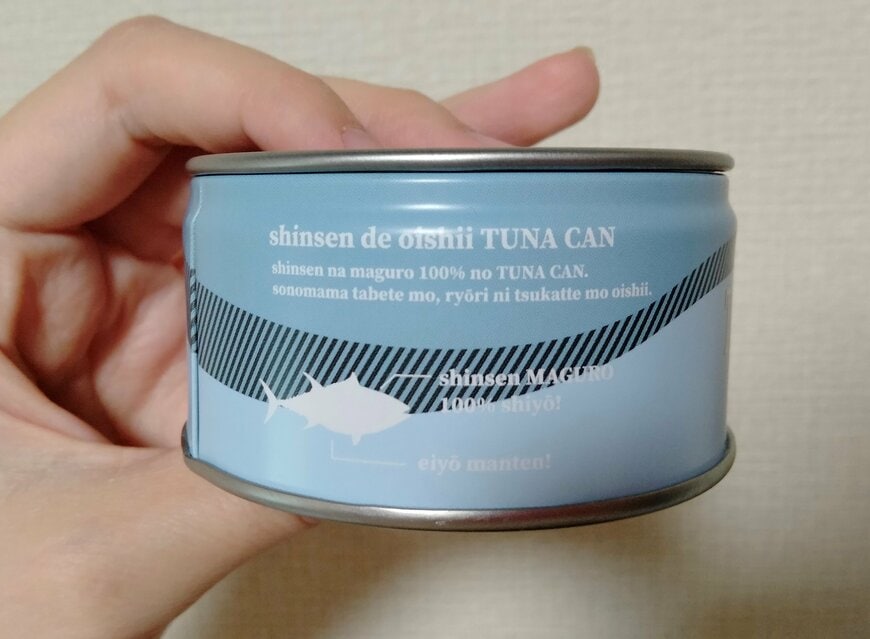 shinsen de oishii TUNA CAN
shinsen na maguro 100% no TUNA CAN.
sonomama tabete mo, ryōri ni tsukatte mo oishii.
shinsen MAGURO
100% shiyō!
eiyō manten!